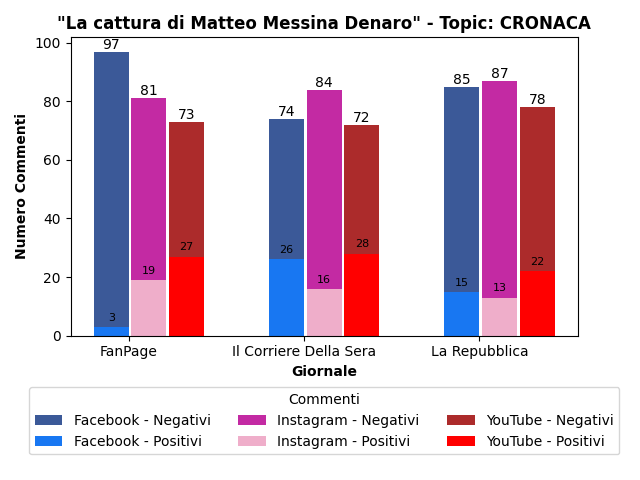 "La cattura di Matteo Messina Denaro" - Topic: CRONACA
Numero Commenti
100
80
60
40
20
0
97
81
73
74
84
72
85
87
78
3
19
27
26
16
28
15
13
22
FanPage
Il Corriere Della Sera
La Repubblica
Giornale
Commenti
Facebook - Negativi
Instagram - Negativi
YouTube - Negativi
Facebook - Positivi
Instagram - Positivi
YouTube - Positivi